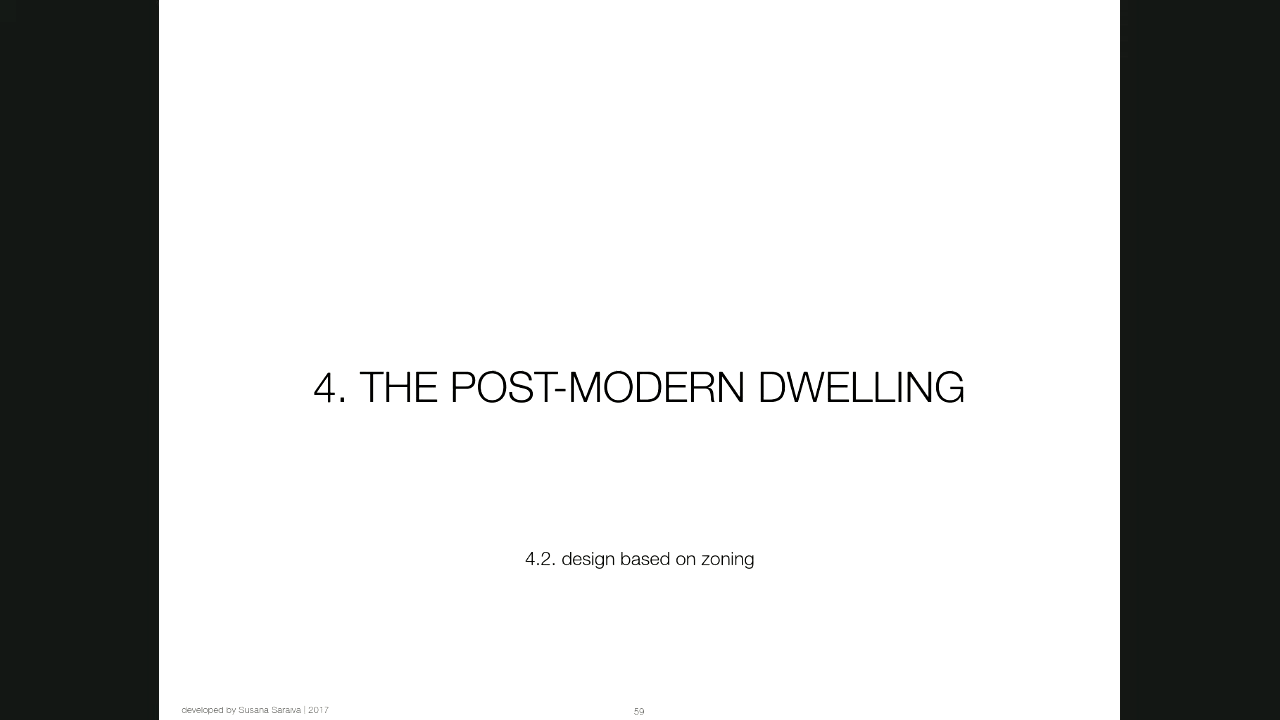 4. THE POST-MODERN DWELLING
4.2. design based on zoning
developed by Susana Saraiva | 2017
59